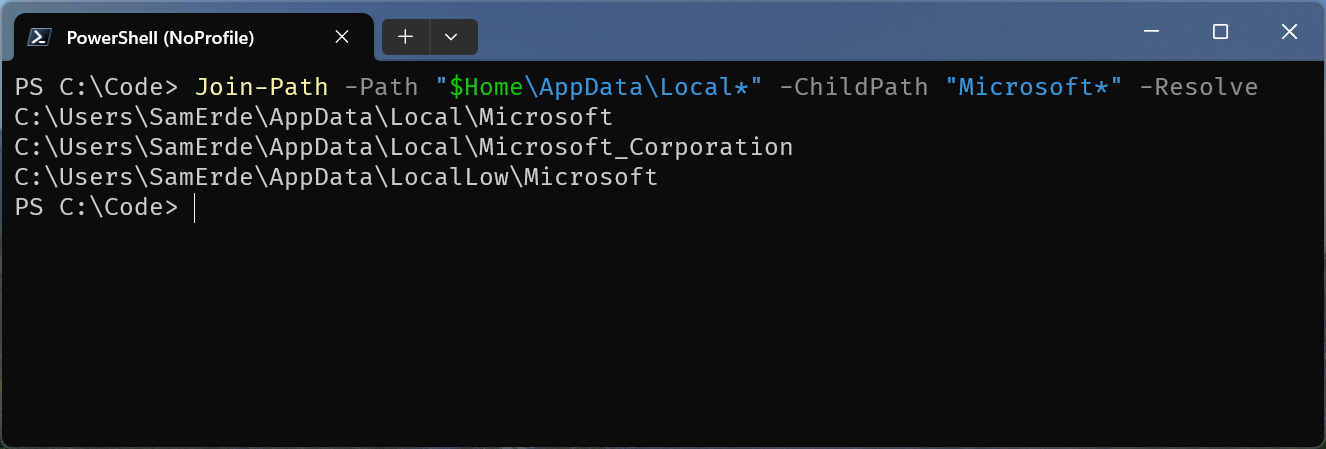 PowerShell (NoProfile)
PS C:\Code> Join-Path -Path "$Home\AppData\Local*" -ChildPath "Microsoft*" -Resolve
C:\Users\SamErde\AppData\Local\Microsoft
C:\Users\SamErde\AppData\Local\Microsoft_Corporation
C:\Users\SamErde\AppData\LocalLow\Microsoft
PS C:\Code>